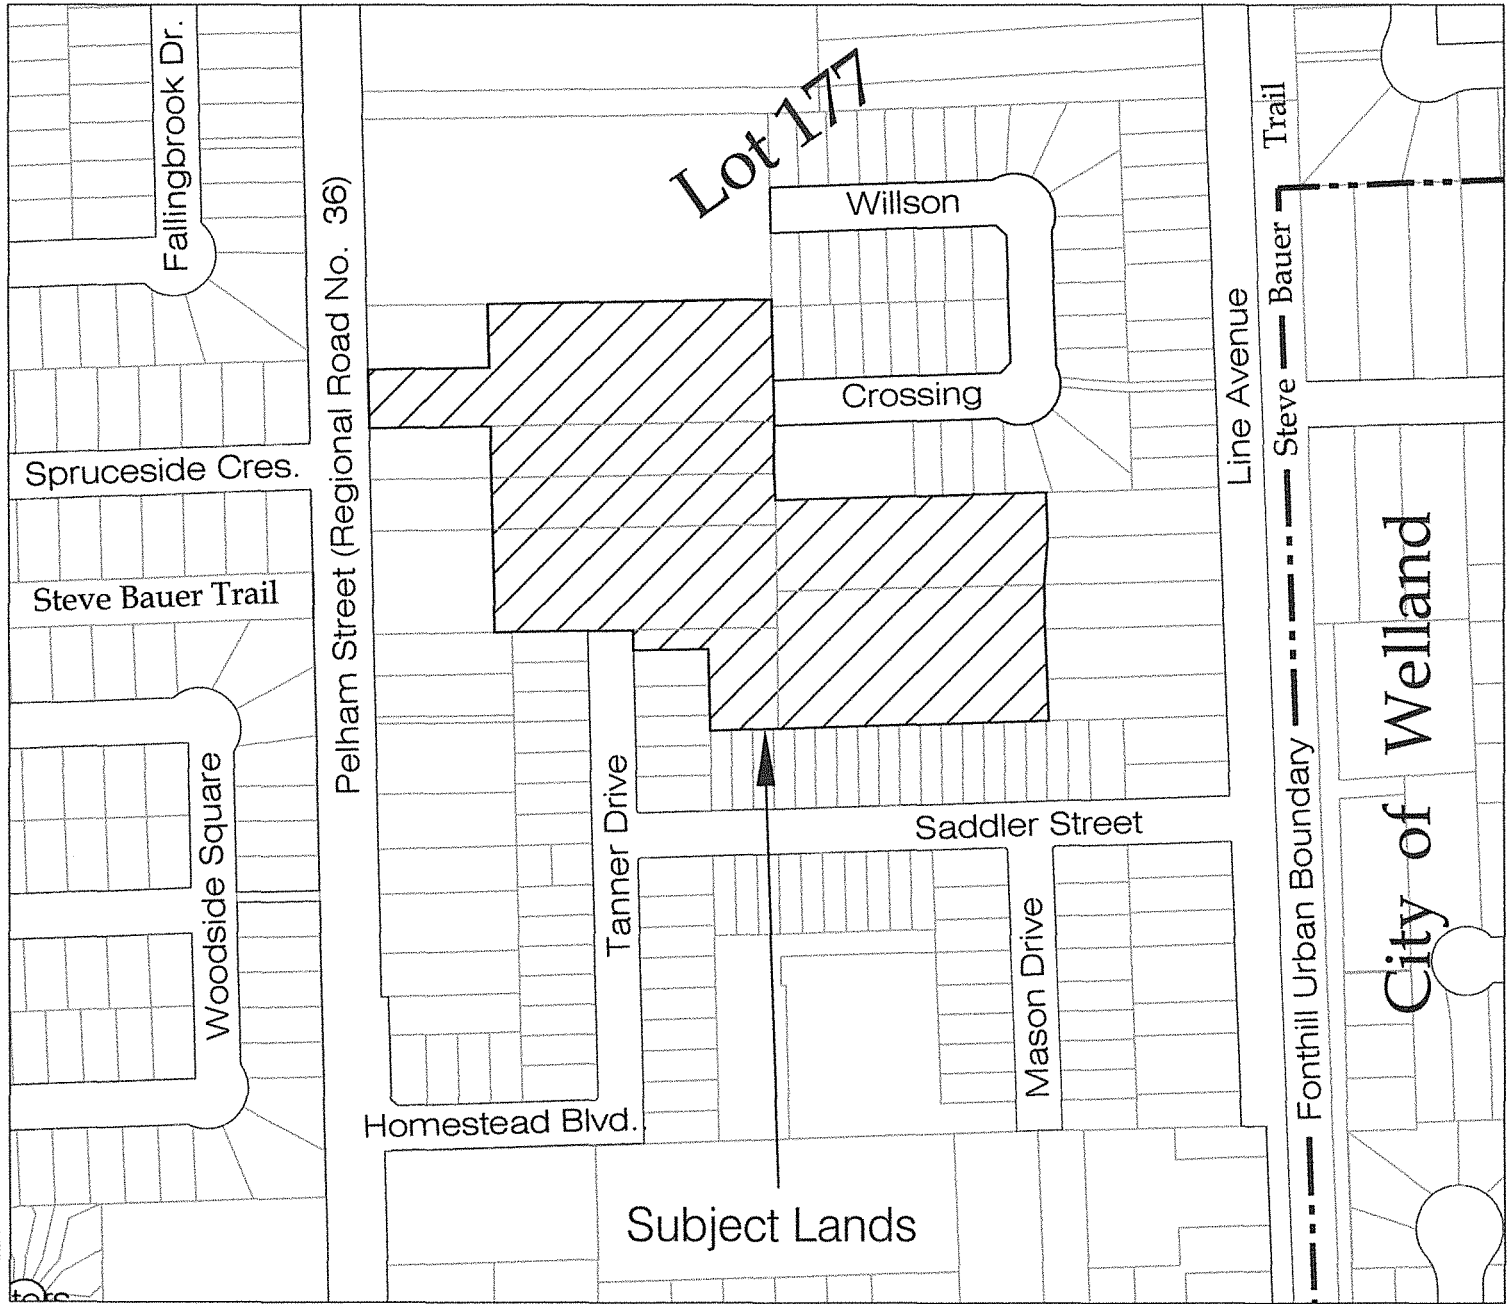 Fallingbrook Dr.
Lot 177
Trail
Willson
Bauer
Pelham Street (Regional Road No. 36)
Crossing
Line Avenue
Steve
Spruceside Cres.
Steve Bauer Trail
City of Welland
Woodside Square
Tanner Drive
Saddler Street
Fonthill Urban Boundary
Mason Drive
Homestead Blvd.
Subject Lands